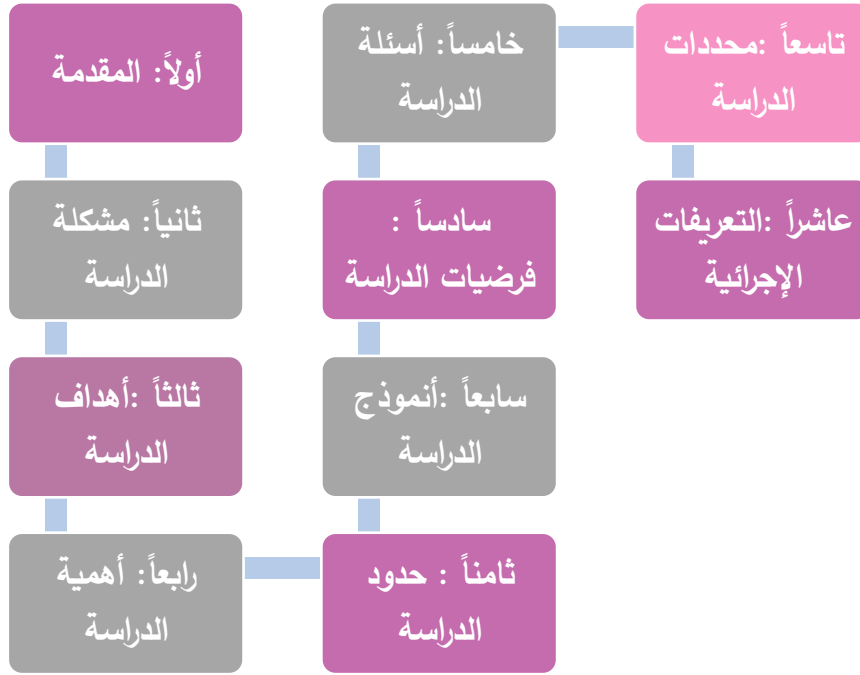 أولاً: المقدمة
ثانياً: مشكلة
الدراسة
ثالثاً :أهداف
الدراسة
رابعاً: أهمية
الدراسة
خامساً: أسئلة
الدراسة
سادساً :
فرضيات الدراسة
سابعاً :أنموذج
الدراسة
ثامناً : حدود
الدراسة
تاسعاً :محددات
الدراسة
عاشراً :التعريفات
الإجرائية